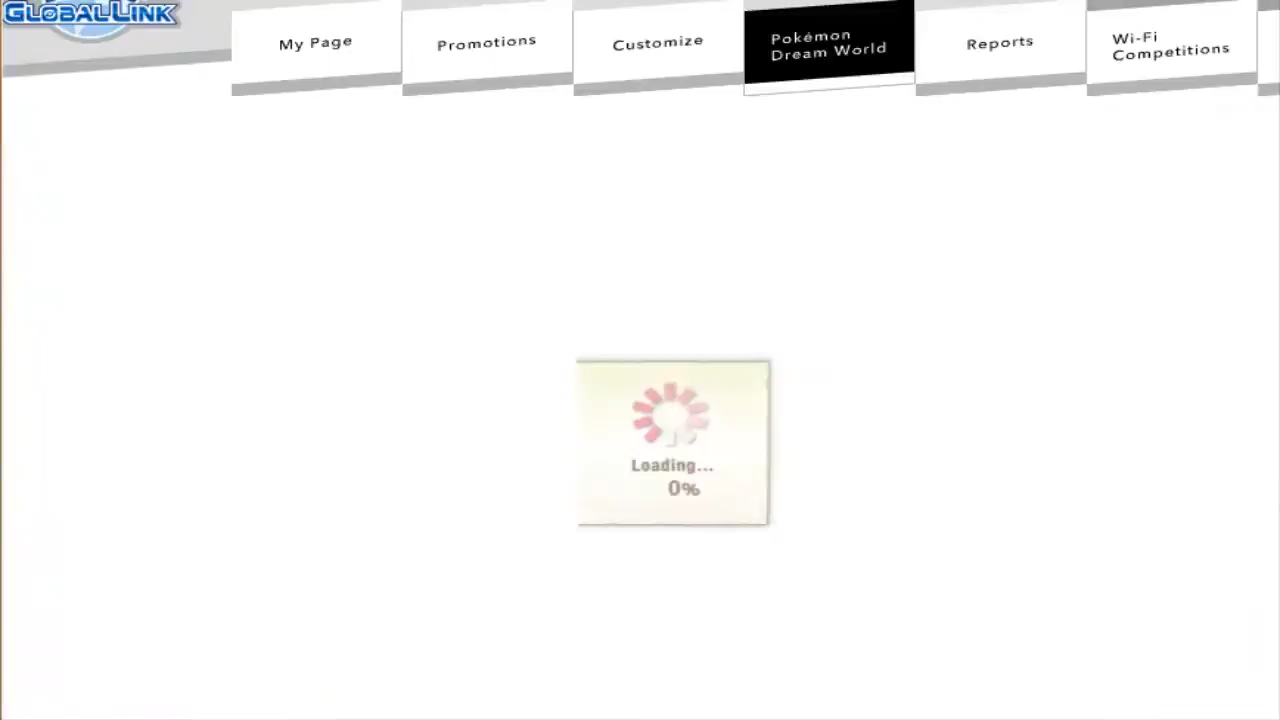 GLOBAL LINK
My Page
Promotions
Customize
Pokémon
Dream World
Reports
Wi-Fi
Competitions
Loading...
0%